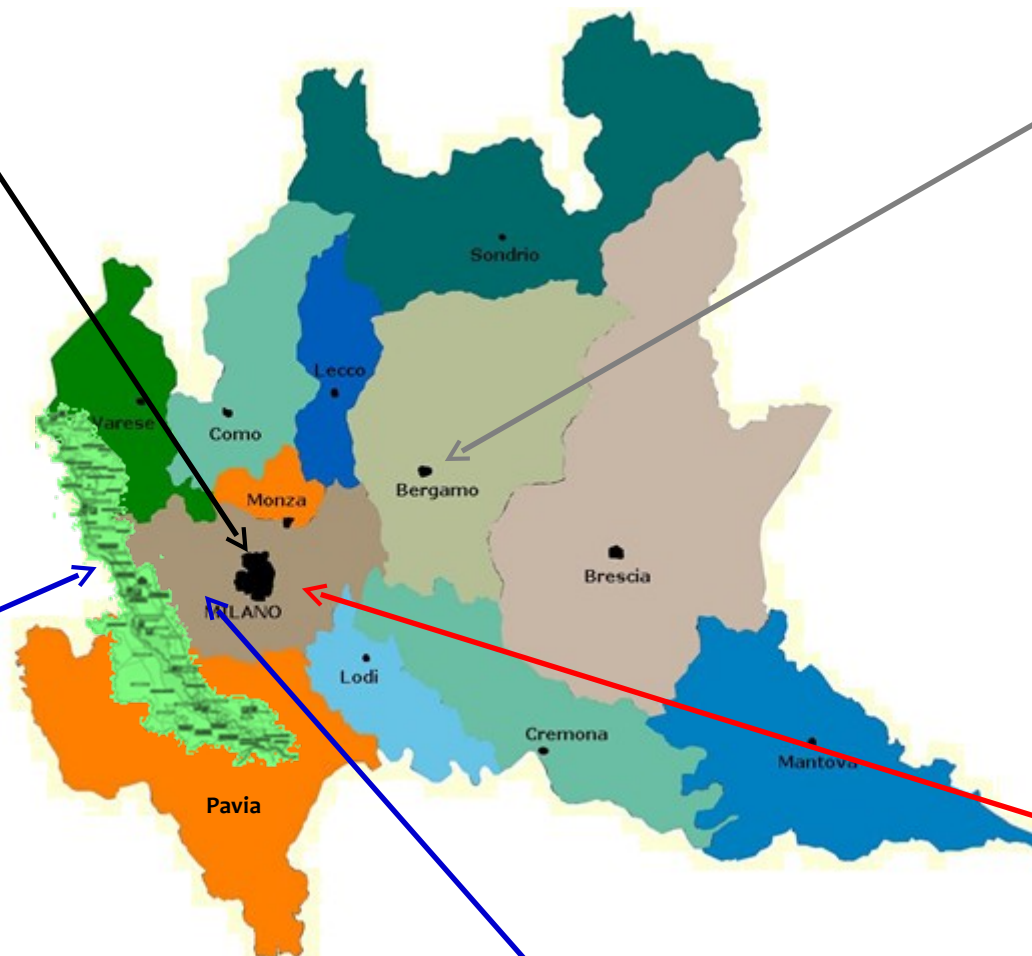 Sondrio
Lecco
Varese
Como
Bergamo
Monza
Brescia
MILANO
Lodi
Cremona
Mantova
Pavia